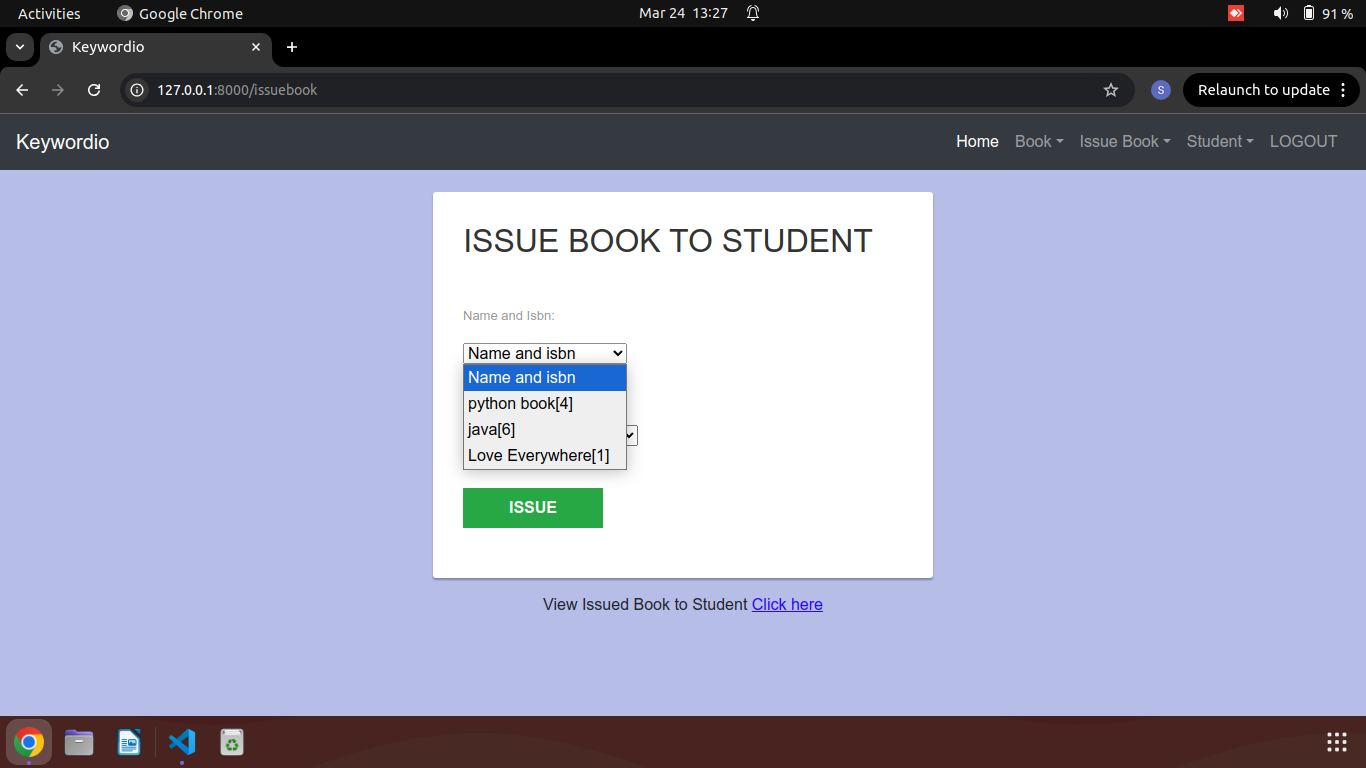 Activities
Google Chrome
Mar 24 13:27
91 %
Keywordio
127.0.0.1:8000/issuebook
S
Relaunch to update
Keywordio
Home
Book
Issue Book
Student
LOGOUT
ISSUE BOOK TO STUDENT
Name and Isbn:
Name and isbn
Name and isbn
python book[4]
java[6]
Love Everywhere[1]
ISSUE
View Issued Book to Student Click here